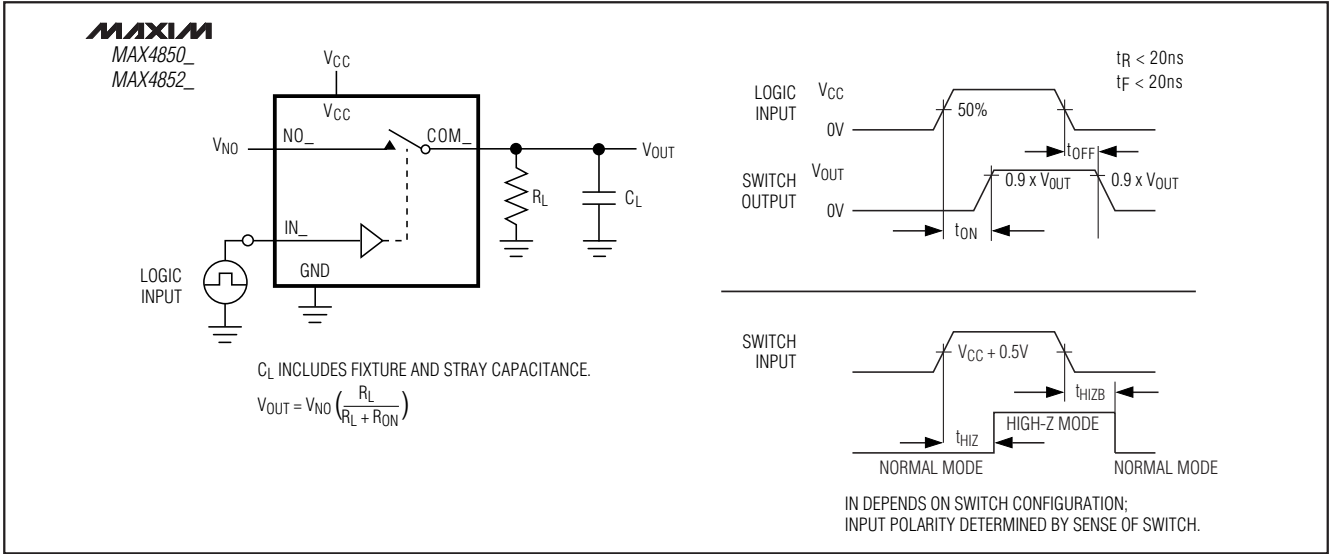 MAXIM
MAX4850_
MAX4852_
VCC
VCC
VNO
NO_
COM_
VOUT
RL
CL
IN_
GND
LOGIC
INPUT
CL INCLUDES FIXTURE AND STRAY CAPACITANCE.
VOUT = VNO ( RL / RL + RON )
tR < 20ns
tF < 20ns
LOGIC
INPUT
VCC
50%
0V
tOFF
SWITCH
OUTPUT
VOUT
0.9 x VOUT
0.9 x VOUT
0V
tON
SWITCH
INPUT
VCC + 0.5V
tHIZB
HIGH-Z MODE
tHIZ
NORMAL MODE
NORMAL MODE
IN DEPENDS ON SWITCH CONFIGURATION;
INPUT POLARITY DETERMINED BY SENSE OF SWITCH.